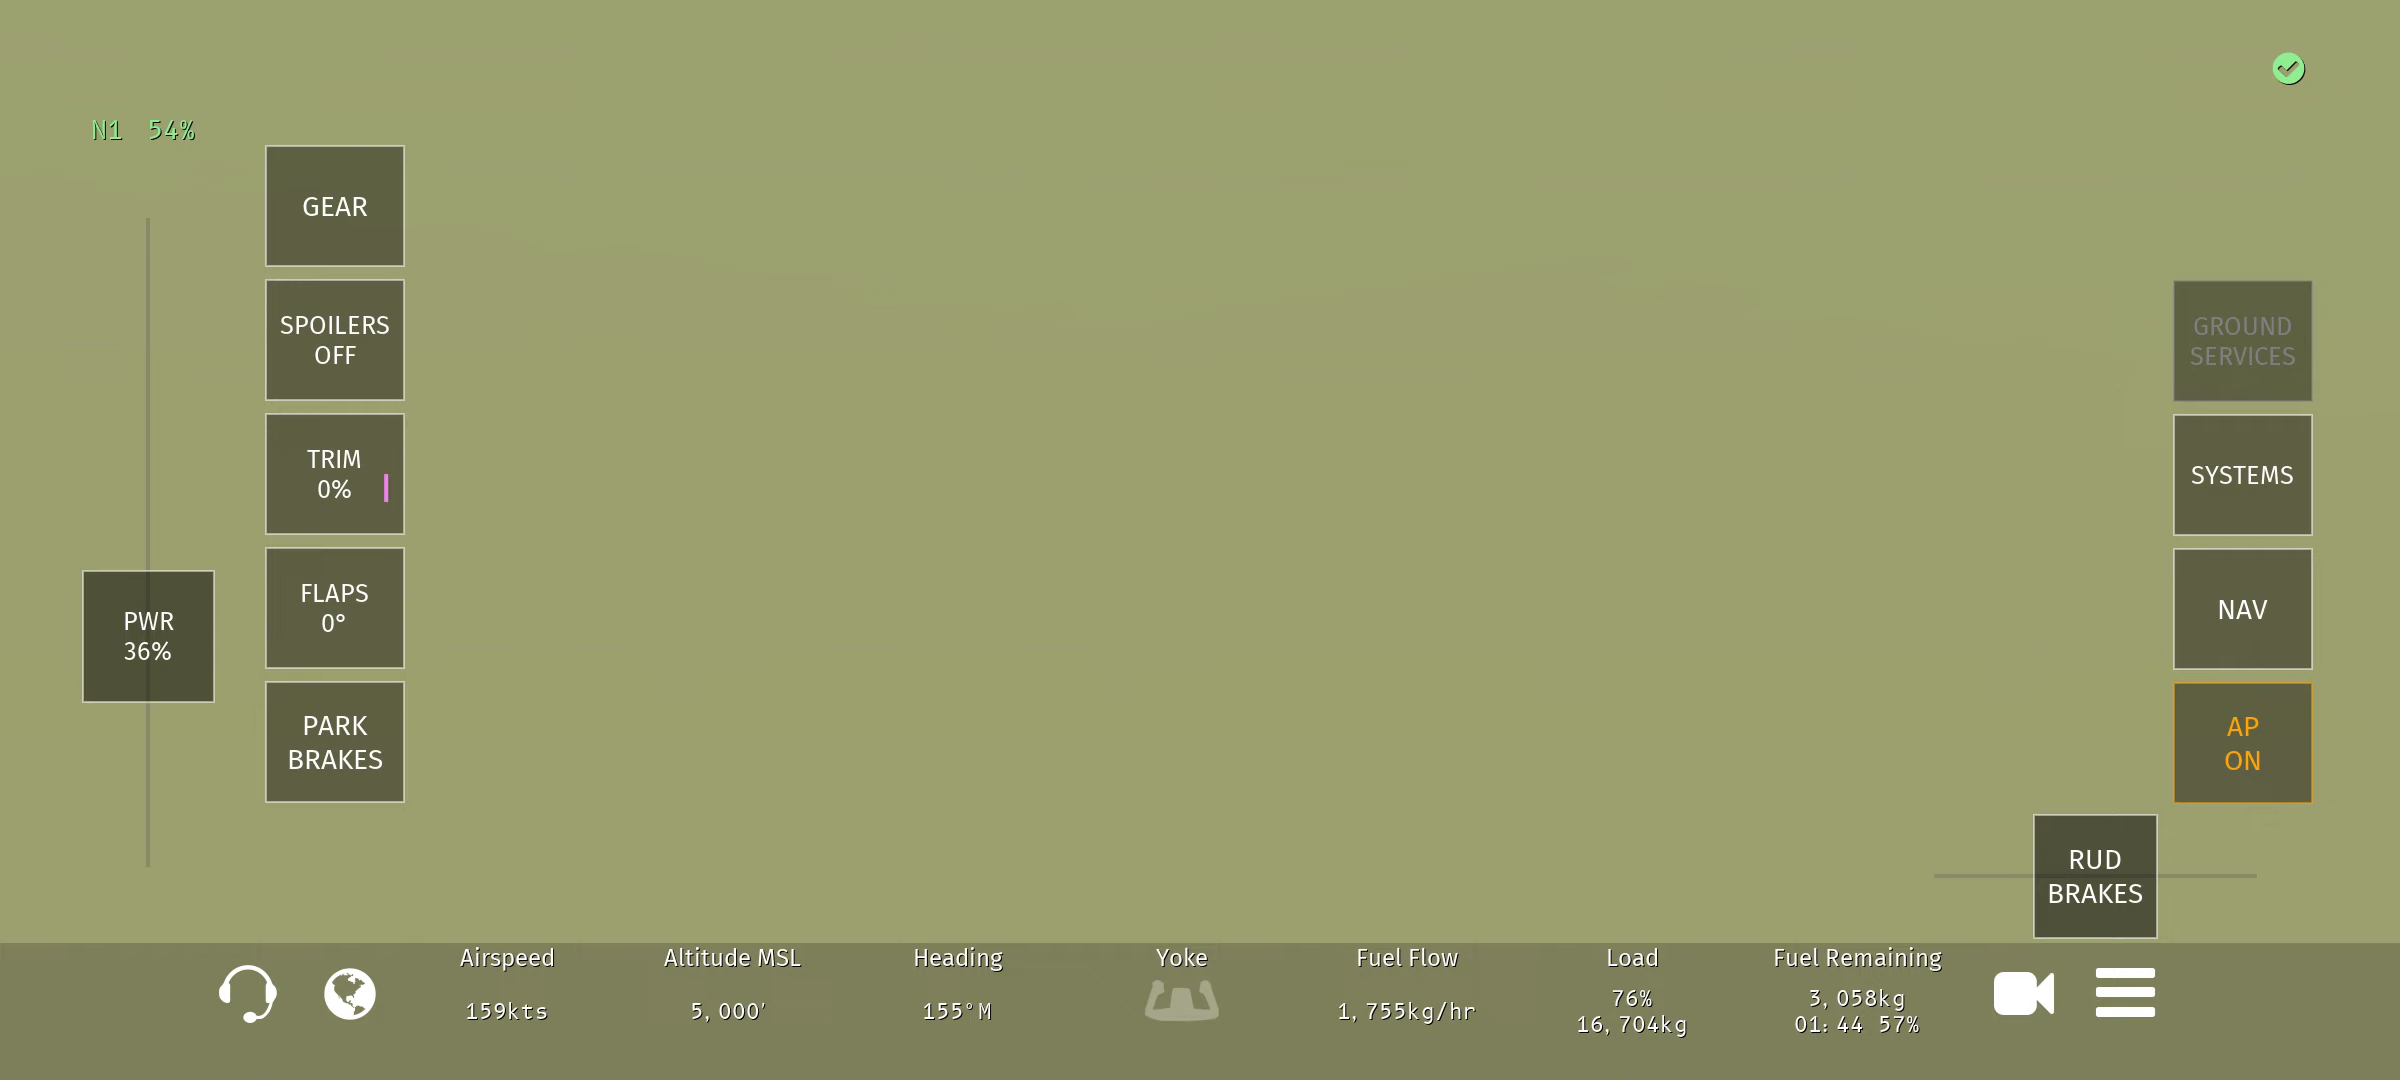 N1 54%
GEAR
SPOILERS
OFF
TRIM
0%
FLAPS
0°
PWR
36%
PARK
BRAKES
GROUND
SERVICES
SYSTEMS
NAV
AP
ON
RUD
BRAKES
Airspeed
159kts
Altitude MSL
5,000'
Heading
155°M
Yoke
Fuel Flow
1,755kg/hr
Load
76%
16,704kg
Fuel Remaining
3,058kg
01:44 57%